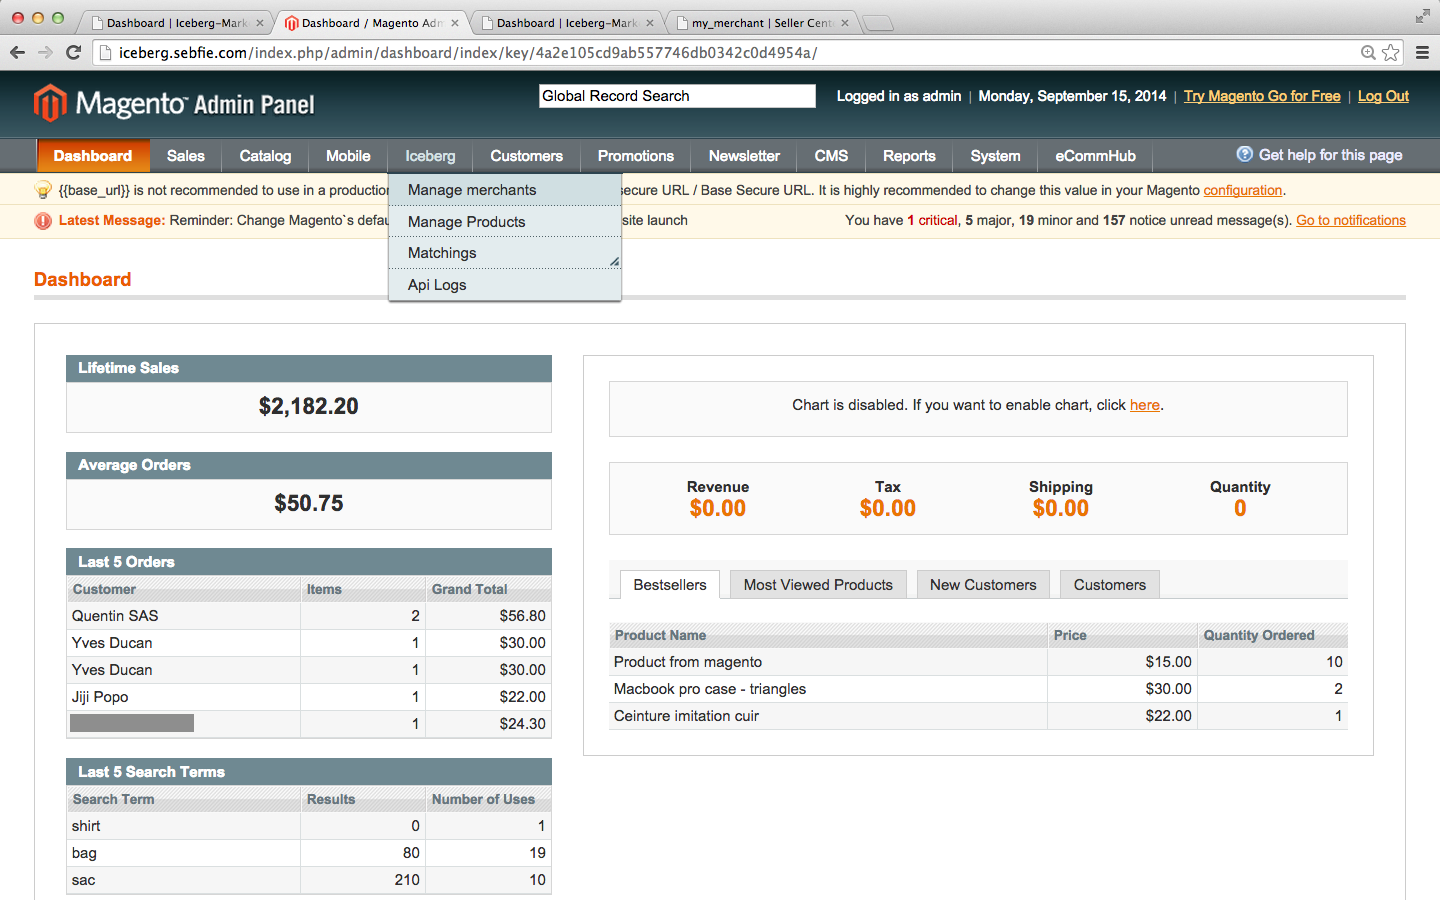 Dashboard | Iceberg-Mark
Dashboard / Magento Adm
Dashboard | Iceberg-Mark
my_merchant | Seller Cent
iceberg.sebfie.com/index.php/admin/dashboard/index/key/4a2e105cd9ab557746db0342c0d4954a/
Magento Admin Panel
Global Record Search
Logged in as admin | Monday, September 15, 2014 | Try Magento Go for Free | Log Out
Dashboard Sales Catalog Mobile Iceberg Customers Promotions Newsletter CMS Reports System eCommHub Get help for this page
{{base_url}} is not recommended to use in a production secure URL / Base Secure URL. It is highly recommended to change this value in your Magento configuration.
Latest Message: Reminder: Change Magento`s defau site launch You have 1 critical, 5 major, 19 minor and 157 notice unread message(s). Go to notifications
Manage merchants
Manage Products
Matchings
Api Logs
Dashboard
Lifetime Sales
$2,182.20
Average Orders
$50.75
Last 5 Orders
Customer Items Grand Total
Quentin SAS 2 $56.80
Yves Ducan 1 $30.00
Yves Ducan 1 $30.00
Jiji Popo 1 $22.00
1 $24.30
Last 5 Search Terms
Search Term Results Number of Uses
shirt 0 1
bag 80 19
sac 210 10
Chart is disabled. If you want to enable chart, click here.
Revenue Tax Shipping Quantity
$0.00 $0.00 $0.00 0
Bestsellers Most Viewed Products New Customers Customers
Product Name Price Quantity Ordered
Product from magento $15.00 10
Macbook pro case - triangles $30.00 2
Ceinture imitation cuir $22.00 1